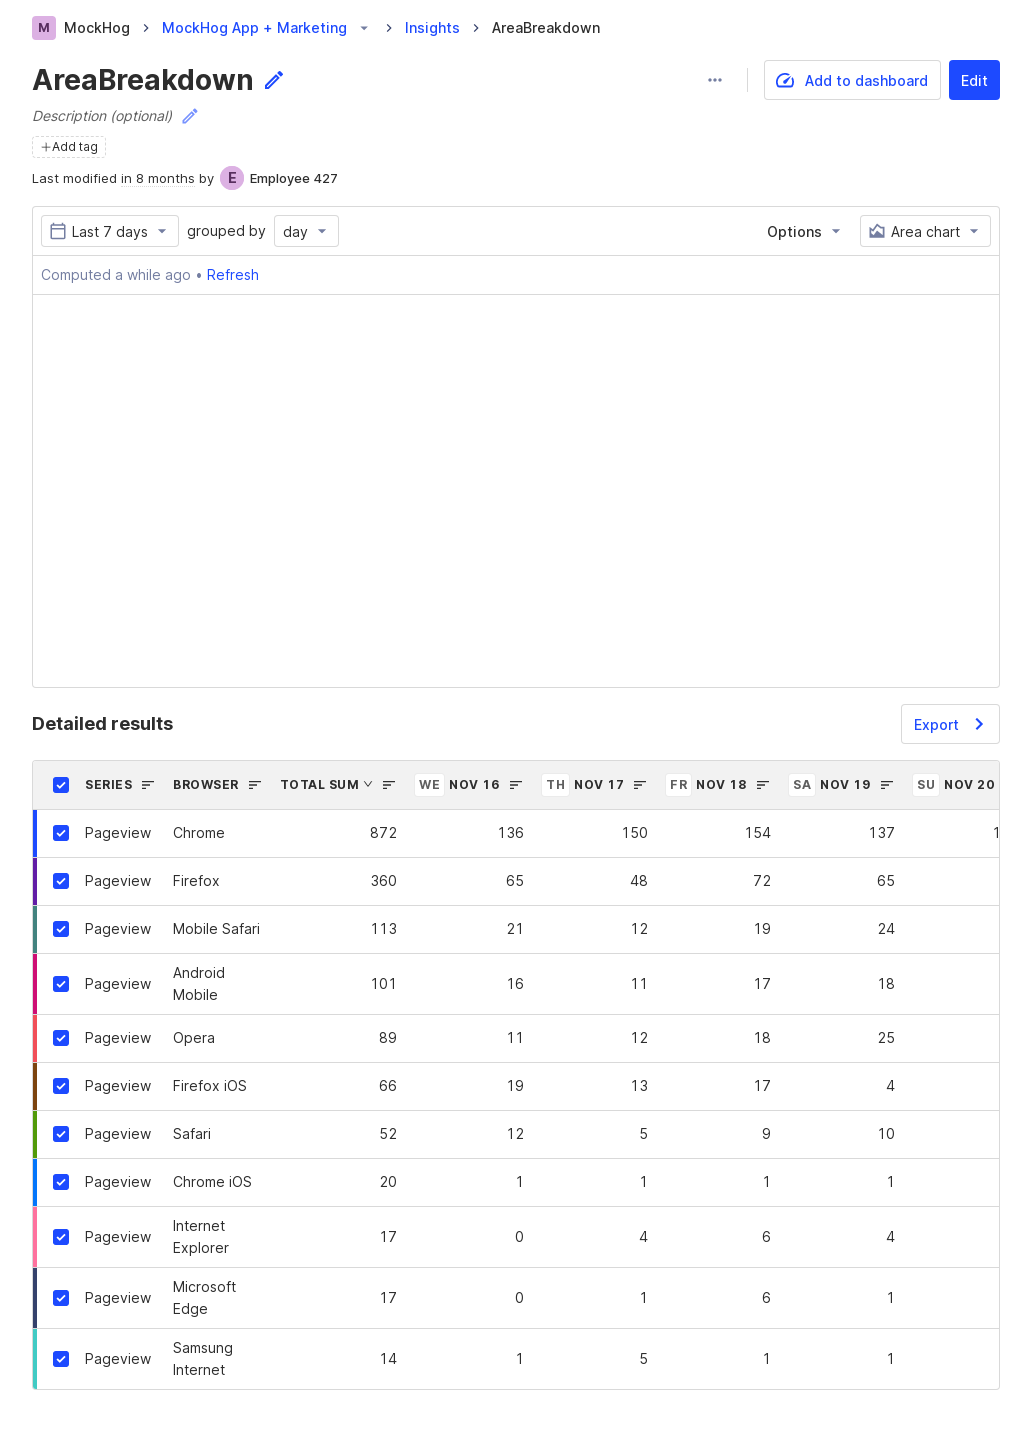 M MockHog MockHog App + Marketing Insights AreaBreakdown
AreaBreakdown
Add to dashboard Edit
Description (optional)
Add tag
Last modified in 8 months by E Employee 427
Last 7 days grouped by day Options Area chart
Computed a while ago • Refresh
Detailed results
Export
SERIES BROWSER TOTAL SUM WE NOV 16 TH NOV 17 FR NOV 18 SA NOV 19 SU NOV 20
Pageview Chrome 872 136 150 154 137 1
Pageview Firefox 360 65 48 72 65
Pageview Mobile Safari 113 21 12 19 24
Pageview Android Mobile 101 16 11 17 18
Pageview Opera 89 11 12 18 25
Pageview Firefox iOS 66 19 13 17 4
Pageview Safari 52 12 5 9 10
Pageview Chrome iOS 20 1 1 1 1
Pageview Internet Explorer 17 0 4 6 4
Pageview Microsoft Edge 17 0 1 6 1
Pageview Samsung Internet 14 1 5 1 1